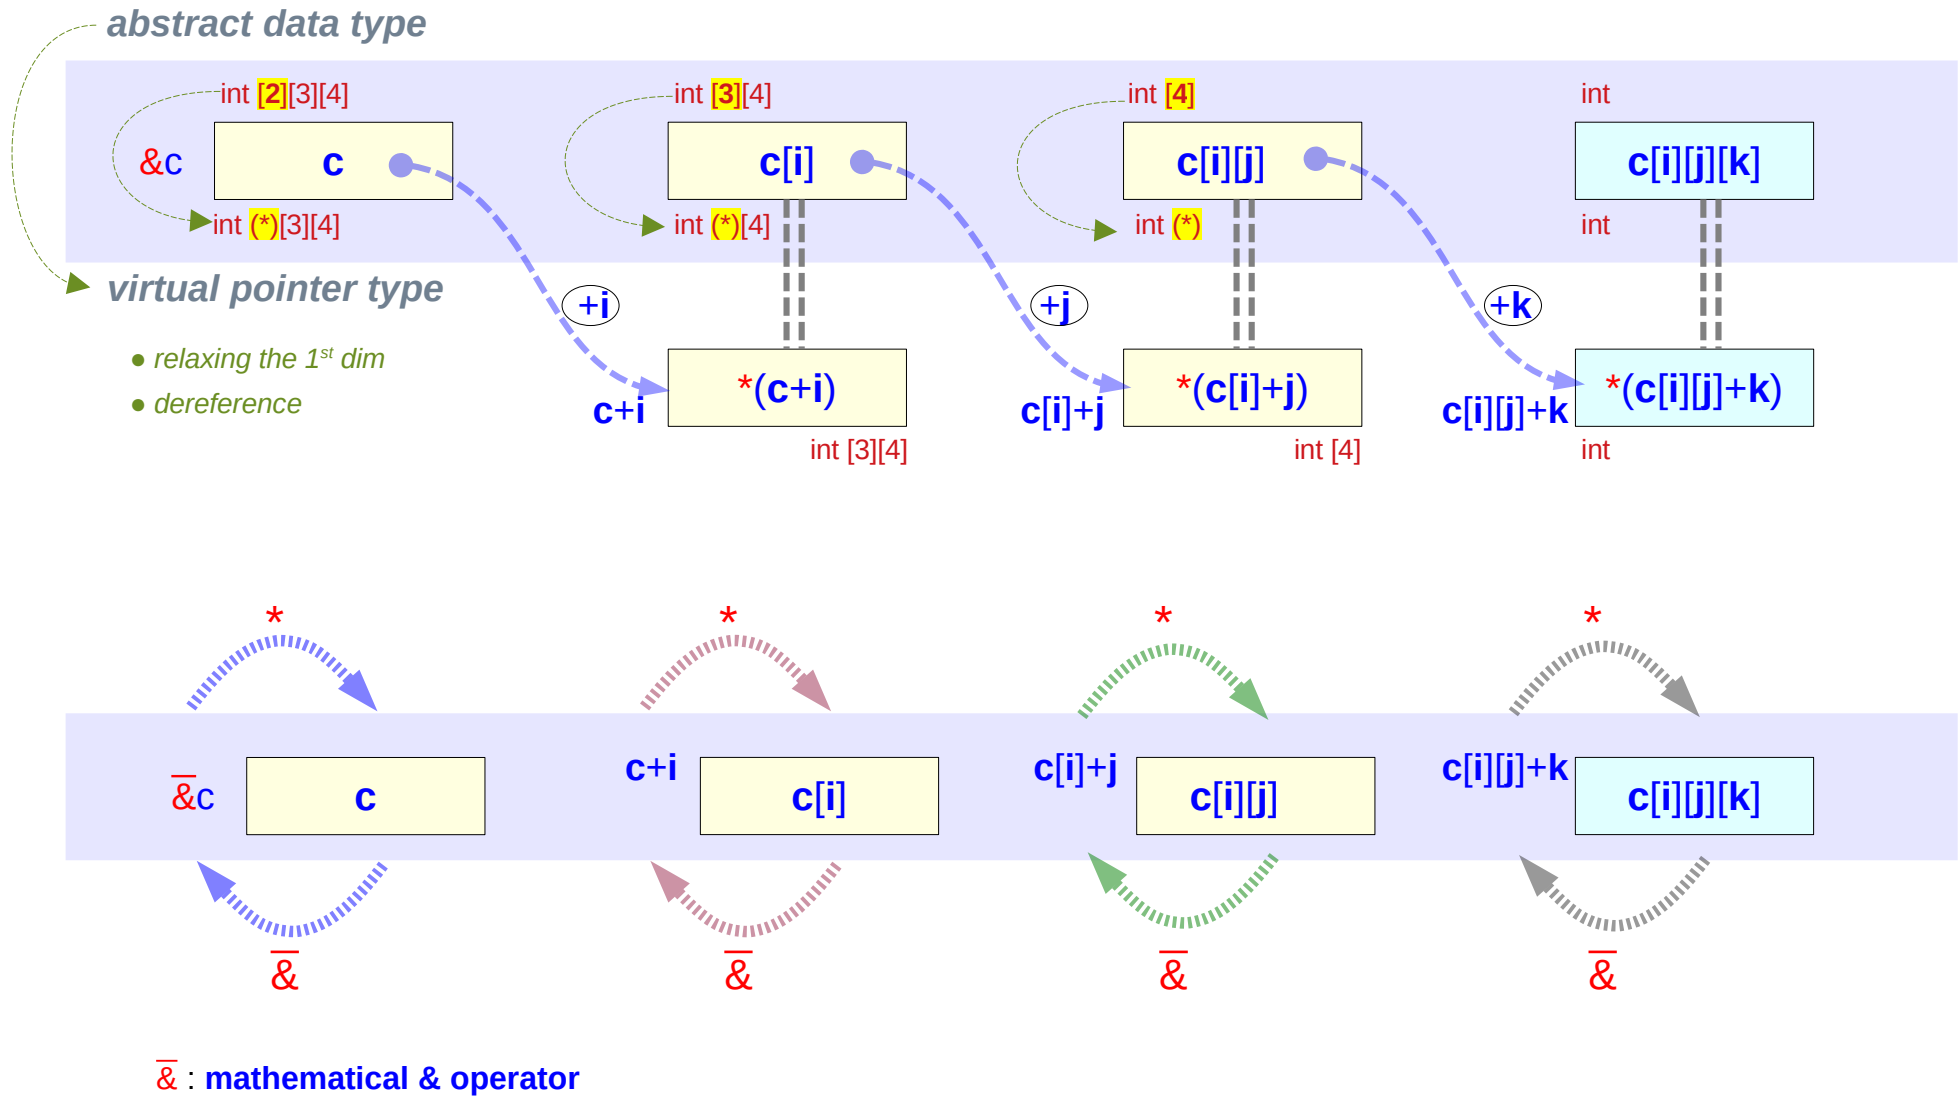 abstract data type
int [2][3][4] int [3][4] int [4] int
&c c c[i] c[i][j] c[i][j][k]
int (*)[3][4] int (*)[4] int (*) int
virtual pointer type
+i +j +k
● relaxing the 1st dim
● dereference
*(c+i) *(c[i]+j) *(c[i][j]+k)
c+i c[i]+j c[i][j]+k
int [3][4] int [4] int
* * * *
c+i c[i]+j c[i][j]+k
&̅c c c[i] c[i][j] c[i][j][k]
&̅ &̅ &̅ &̅
&̅ : mathematical & operator